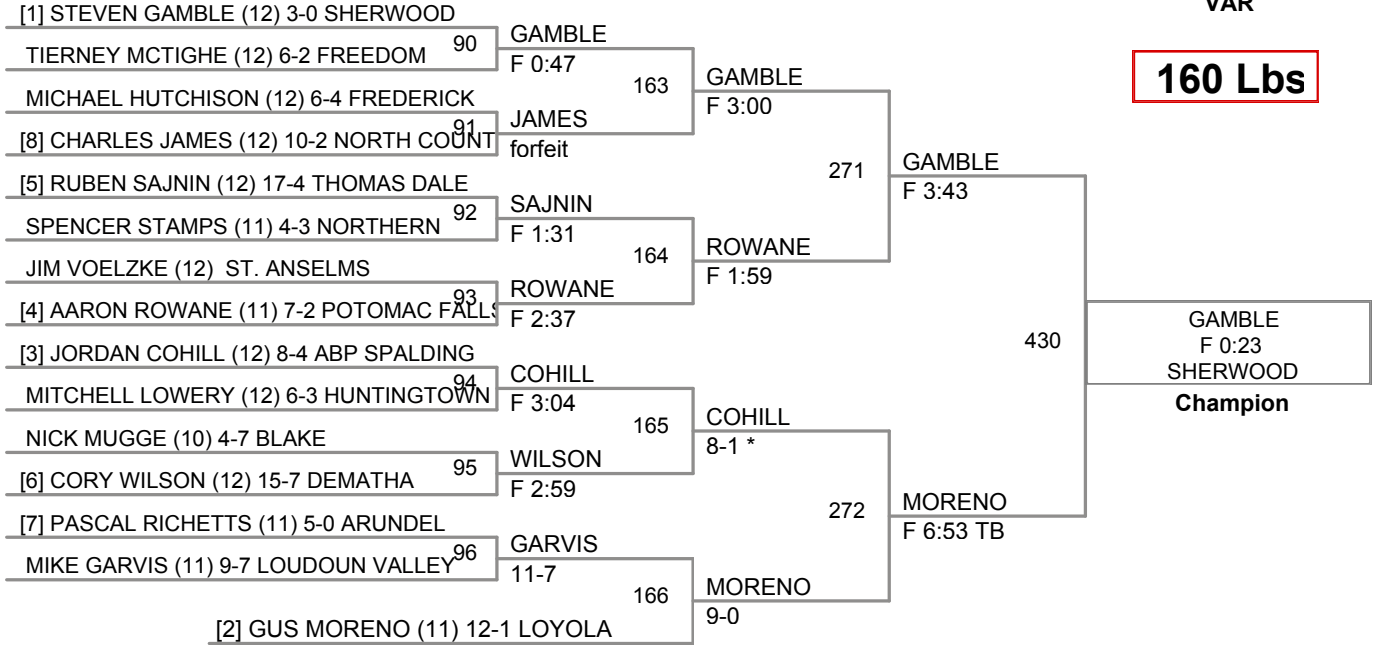 VAR
160 Lbs
[1] STEVEN GAMBLE (12) 3-0 SHERWOOD
90
TIERNEY MCTIGHE (12) 6-2 FREEDOM
MICHAEL HUTCHISON (12) 6-4 FREDERICK
91
[8] CHARLES JAMES (12) 10-2 NORTH COUNT
[5] RUBEN SAJNIN (12) 17-4 THOMAS DALE
92
SPENCER STAMPS (11) 4-3 NORTHERN
JIM VOELZKE (12) ST. ANSELMS
93
[4] AARON ROWANE (11) 7-2 POTOMAC FALLS
[3] JORDAN COHILL (12) 8-4 ABP SPALDING
94
MITCHELL LOWERY (12) 6-3 HUNTINGTOWN
NICK MUGGE (10) 4-7 BLAKE
95
[6] CORY WILSON (12) 15-7 DEMATHA
[7] PASCAL RICHETTS (11) 5-0 ARUNDEL
96
MIKE GARVIS (11) 9-7 LOUDOUN VALLEY
[2] GUS MORENO (11) 12-1 LOYOLA
GAMBLE
F 0:47
163
JAMES
forfeit
SAJNIN
F 1:31
164
ROWANE
F 2:37
COHILL
F 3:04
165
WILSON
F 2:59
GARVIS
11-7
166
GAMBLE
F 3:00
271
ROWANE
F 1:59
COHILL
8-1 *
272
MORENO
9-0
GAMBLE
F 3:43
430
MORENO
F 6:53 TB
GAMBLE
F 0:23
SHERWOOD
Champion